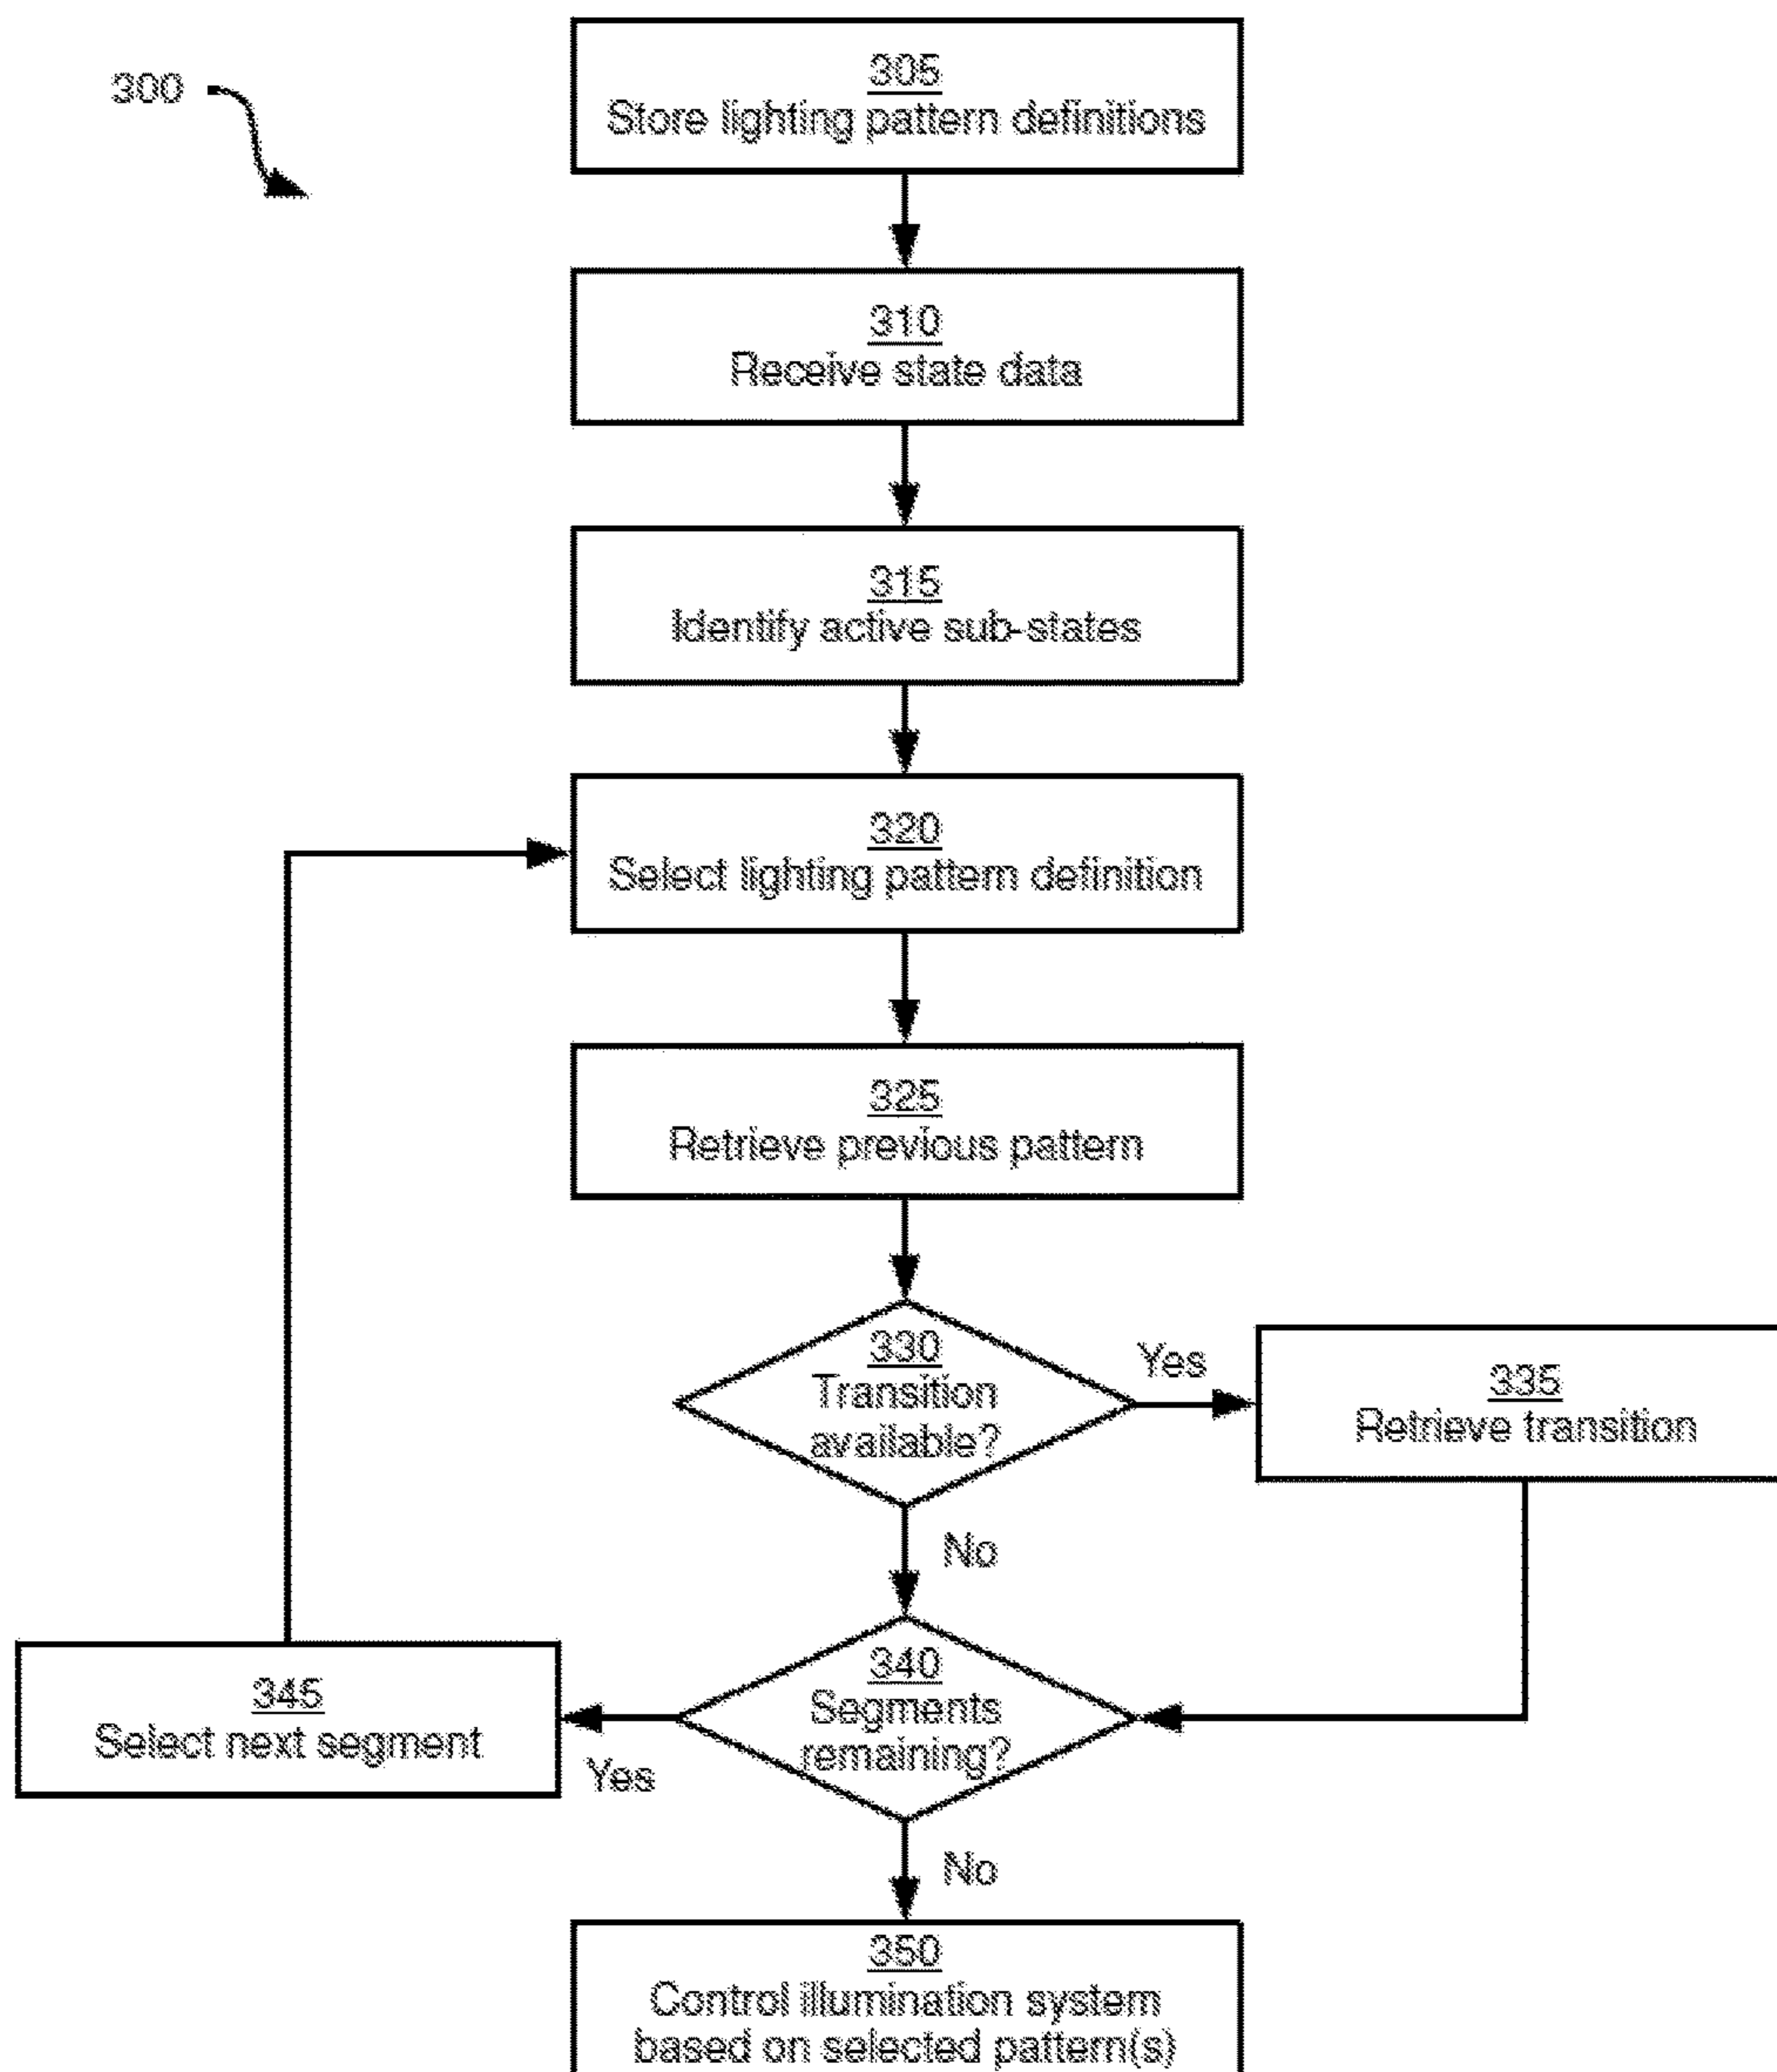 300
305
Store lighting pattern definitions
310
Receive state data
315
Identify active sub-states
320
Select lighting pattern definition
325
Retrieve previous pattern
330
Transition
available?
Yes
335
Retrieve transition
No
340
Segments
remaining?
Yes
345
Select next segment
No
350
Control illumination system
based on selected pattern(s)